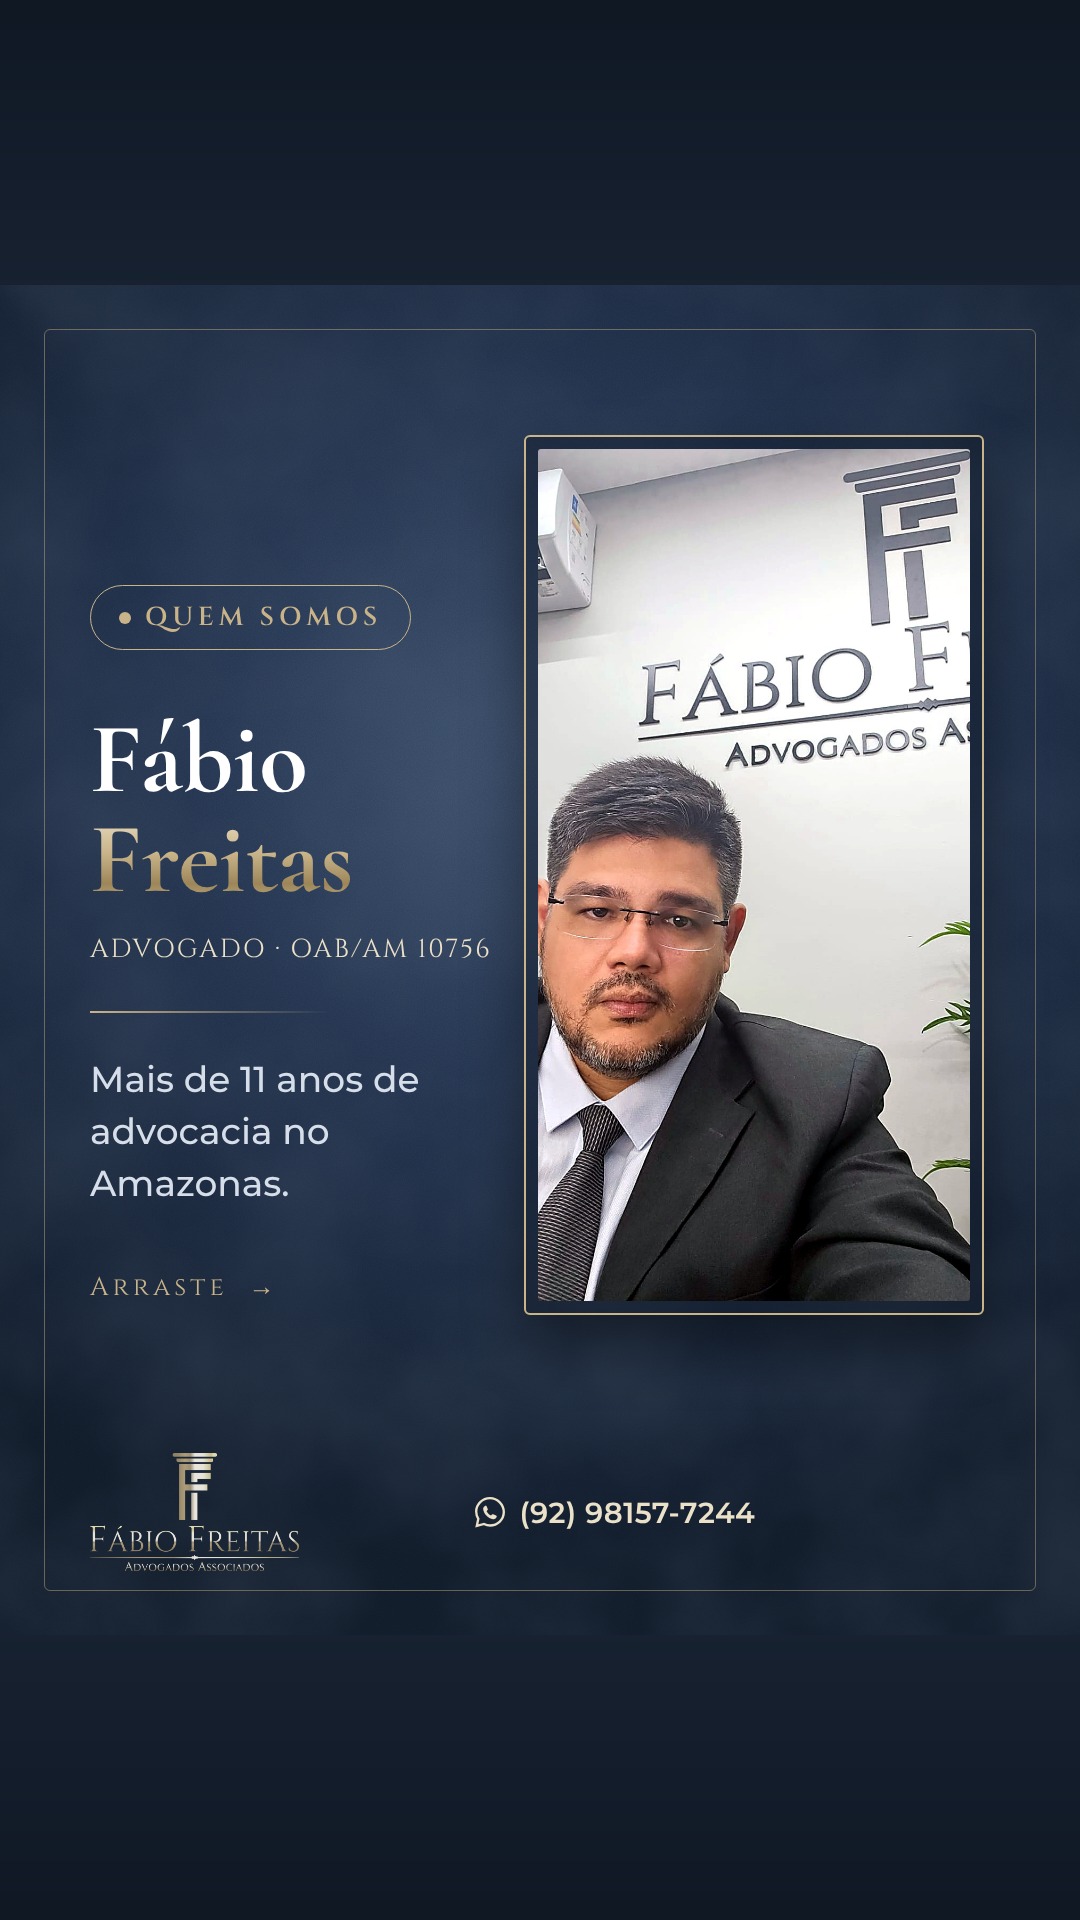 QUEM SOMOS
Fábio
Freitas
ADVOGADO · OAB/AM 10756
Mais de 11 anos de
advocacia no
Amazonas.
ARRASTE →
FÁBIO F
ADVOGADOS AS
FÁBIO FREITAS
ADVOGADOS ASSOCIADOS
(92) 98157-7244